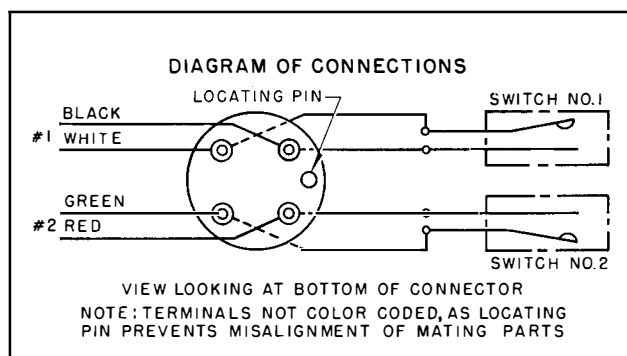 DIAGRAM OF CONNECTIONS
LOCATING PIN
SWITCH NO.1
BLACK
#1 WHITE
GREEN
#2 RED
SWITCH NO.2
VIEW LOOKING AT BOTTOM OF CONNECTOR
NOTE: TERMINALS NOT COLOR CODED, AS LOCATING
PIN PREVENTS MISALIGNMENT OF MATING PARTS